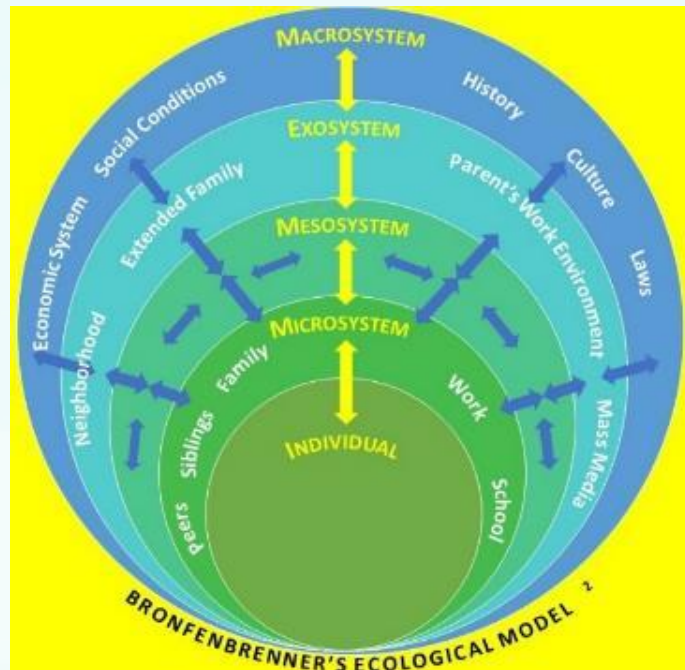 MACROSYSTEM
Social Conditions
History
Economic System
Culture
Laws
EXOSYSTEM
Extended Family
Parent's Work Environment
Neighborhood
Mass Media
MESOSYSTEM
MICROSYSTEM
Family
Work
Siblings
Peers
School
INDIVIDUAL
BRONFENBRENNER'S ECOLOGICAL MODEL 2